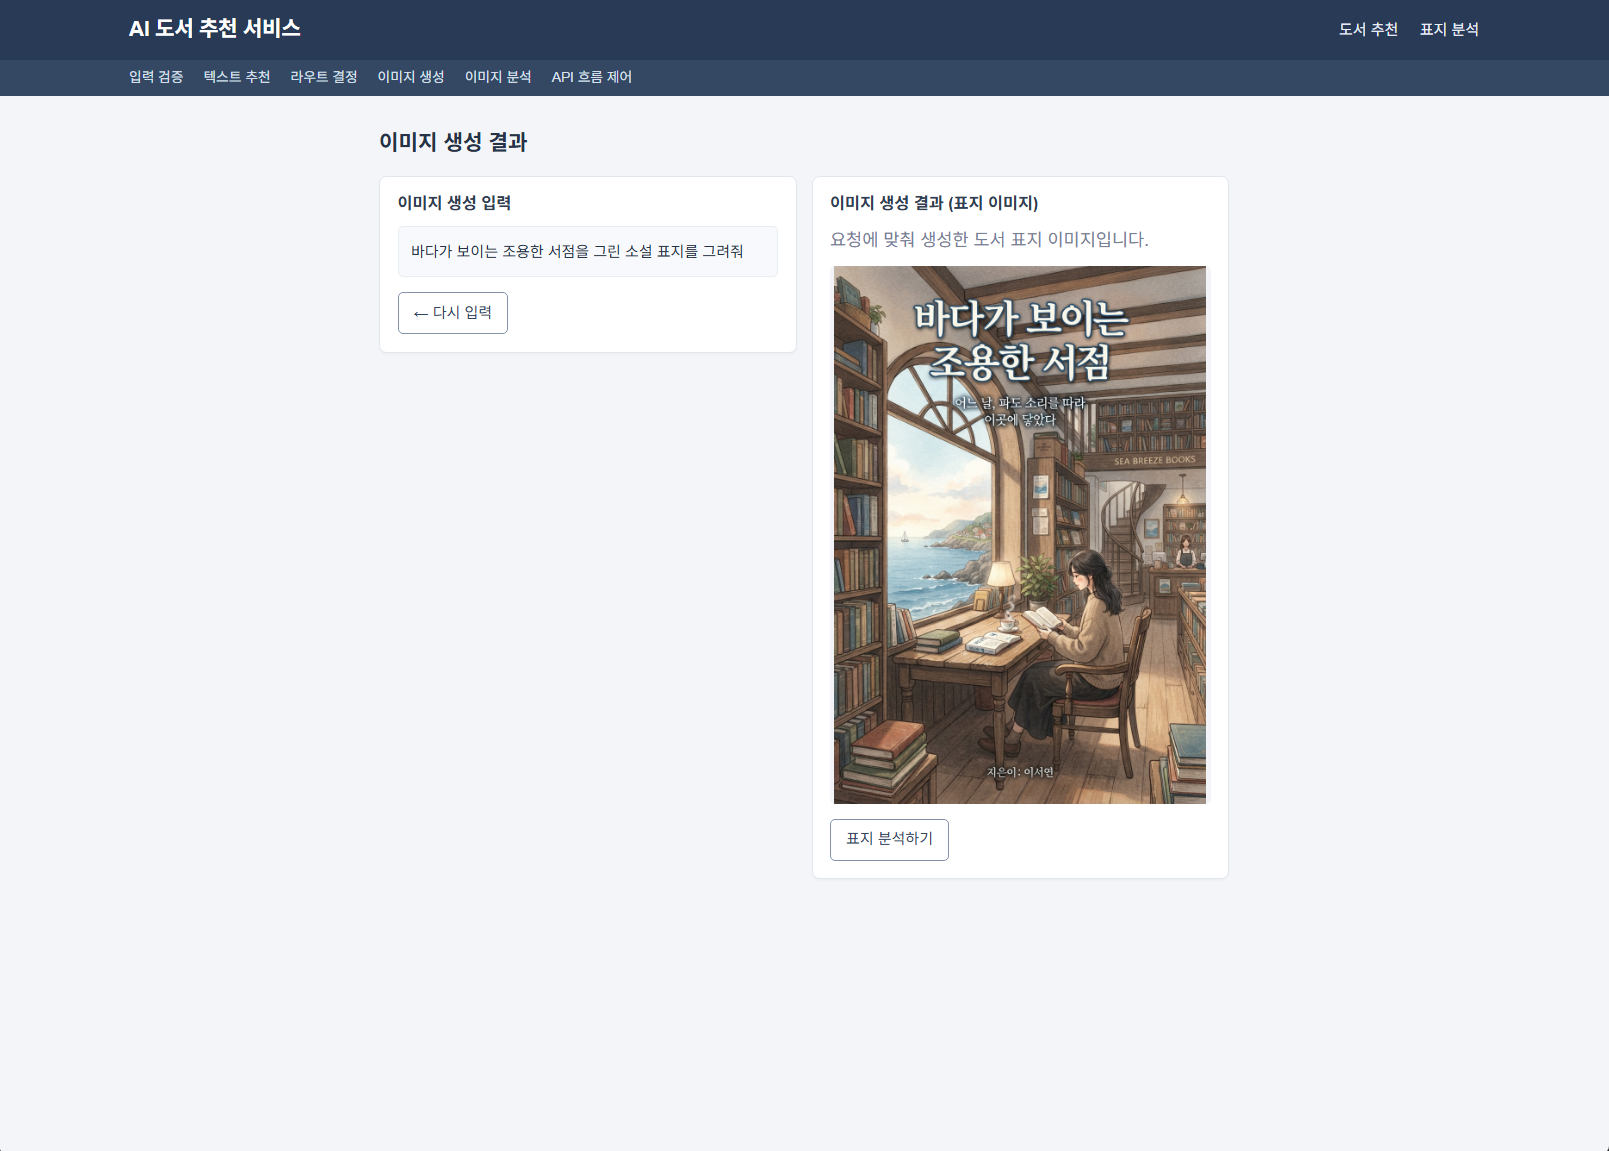 AI 도서 추천 서비스
도서 추천
표지 분석
입력 검증
텍스트 추천
라우트 결정
이미지 생성
이미지 분석
API 흐름 제어
이미지 생성 결과
이미지 생성 입력
바다가 보이는 조용한 서점을 그린 소설 표지를 그려줘
← 다시 입력
이미지 생성 결과 (표지 이미지)
요청에 맞춰 생성한 도서 표지 이미지입니다.
바다가 보이는
조용한 서점
어느 날, 파도 소리를 따라
이곳에 닿았다
SEA BREEZE BOOKS
지은이: 이서연
표지 분석하기